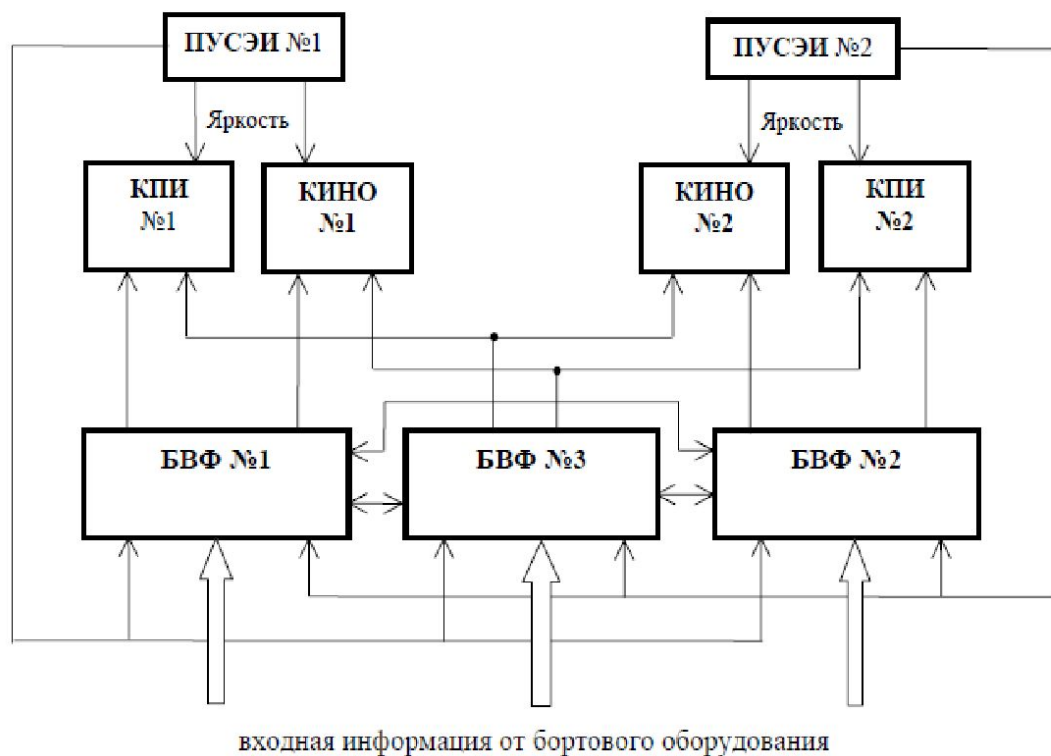 ПУСЭИ №1
ПУСЭИ №2
Яркость
Яркость
КПИ
№1
КИНО
№1
КИНО
№2
КПИ
№2
БВФ №1
БВФ №3
БВФ №2
входная информация от бортового оборудования